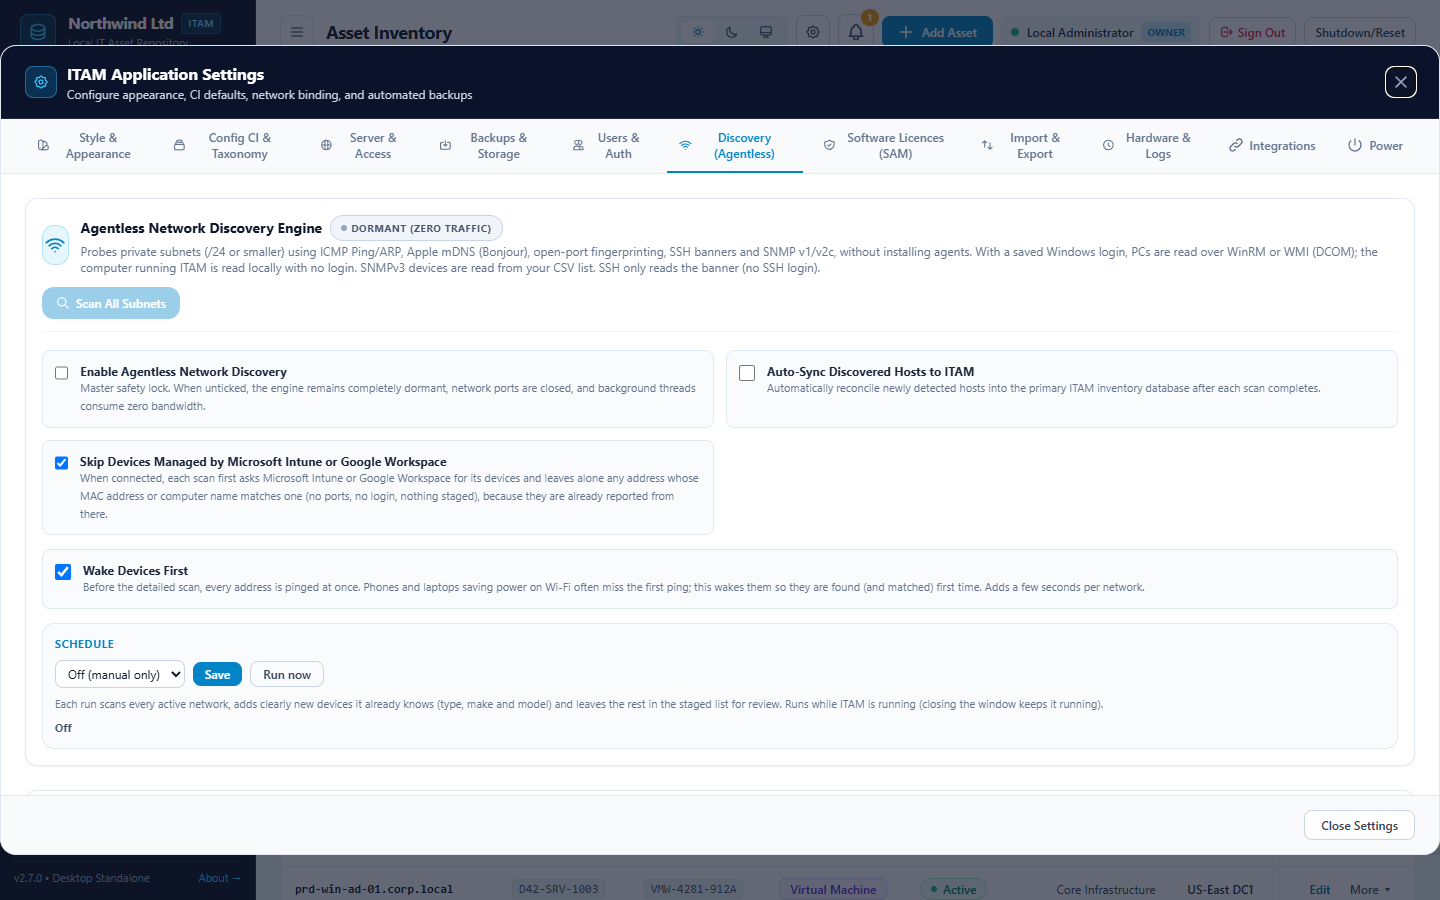 Northwind Ltd ITAM
Local IT Asset Repository
Asset Inventory
1
Add Asset
Local Administrator OWNER
Sign Out
Shutdown/Reset
ITAM Application Settings
Configure appearance, CI defaults, network binding, and automated backups
Style & Appearance
Config CI & Taxonomy
Server & Access
Backups & Storage
Users & Auth
Discovery (Agentless)
Software Licences (SAM)
Import & Export
Hardware & Logs
Integrations
Power
Agentless Network Discovery Engine DORMANT (ZERO TRAFFIC)
Probes private subnets (/24 or smaller) using ICMP Ping/ARP, Apple mDNS (Bonjour), open-port fingerprinting, SSH banners and SNMP v1/v2c, without installing agents. With a saved Windows login, PCs are read over WinRM or WMI (DCOM); the
computer running ITAM is read locally with no login. SNMPv3 devices are read from your CSV list. SSH only reads the banner (no SSH login).
Scan All Subnets
Enable Agentless Network Discovery
Master safety lock. When unticked, the engine remains completely dormant, network ports are closed, and background threads
consume zero bandwidth.
Auto-Sync Discovered Hosts to ITAM
Automatically reconcile newly detected hosts into the primary ITAM inventory database after each scan completes.
Skip Devices Managed by Microsoft Intune or Google Workspace
When connected, each scan first asks Microsoft Intune or Google Workspace for its devices and leaves alone any address whose
MAC address or computer name matches one (no ports, no login, nothing staged), because they are already reported from
there.
Wake Devices First
Before the detailed scan, every address is pinged at once. Phones and laptops saving power on Wi-Fi often miss the first ping; this wakes them so they are found (and matched) first time. Adds a few seconds per network.
SCHEDULE
Off (manual only) Save Run now
Each run scans every active network, adds clearly new devices it already knows (type, make and model) and leaves the rest in the staged list for review. Runs while ITAM is running (closing the window keeps it running).
Off
Close Settings
v2.7.0 • Desktop Standalone About →
prd-win-ad-01.corp.local D42-SRV-1003 VMW-4281-912A Virtual Machine Active Core Infrastructure US-East DC1 Edit More